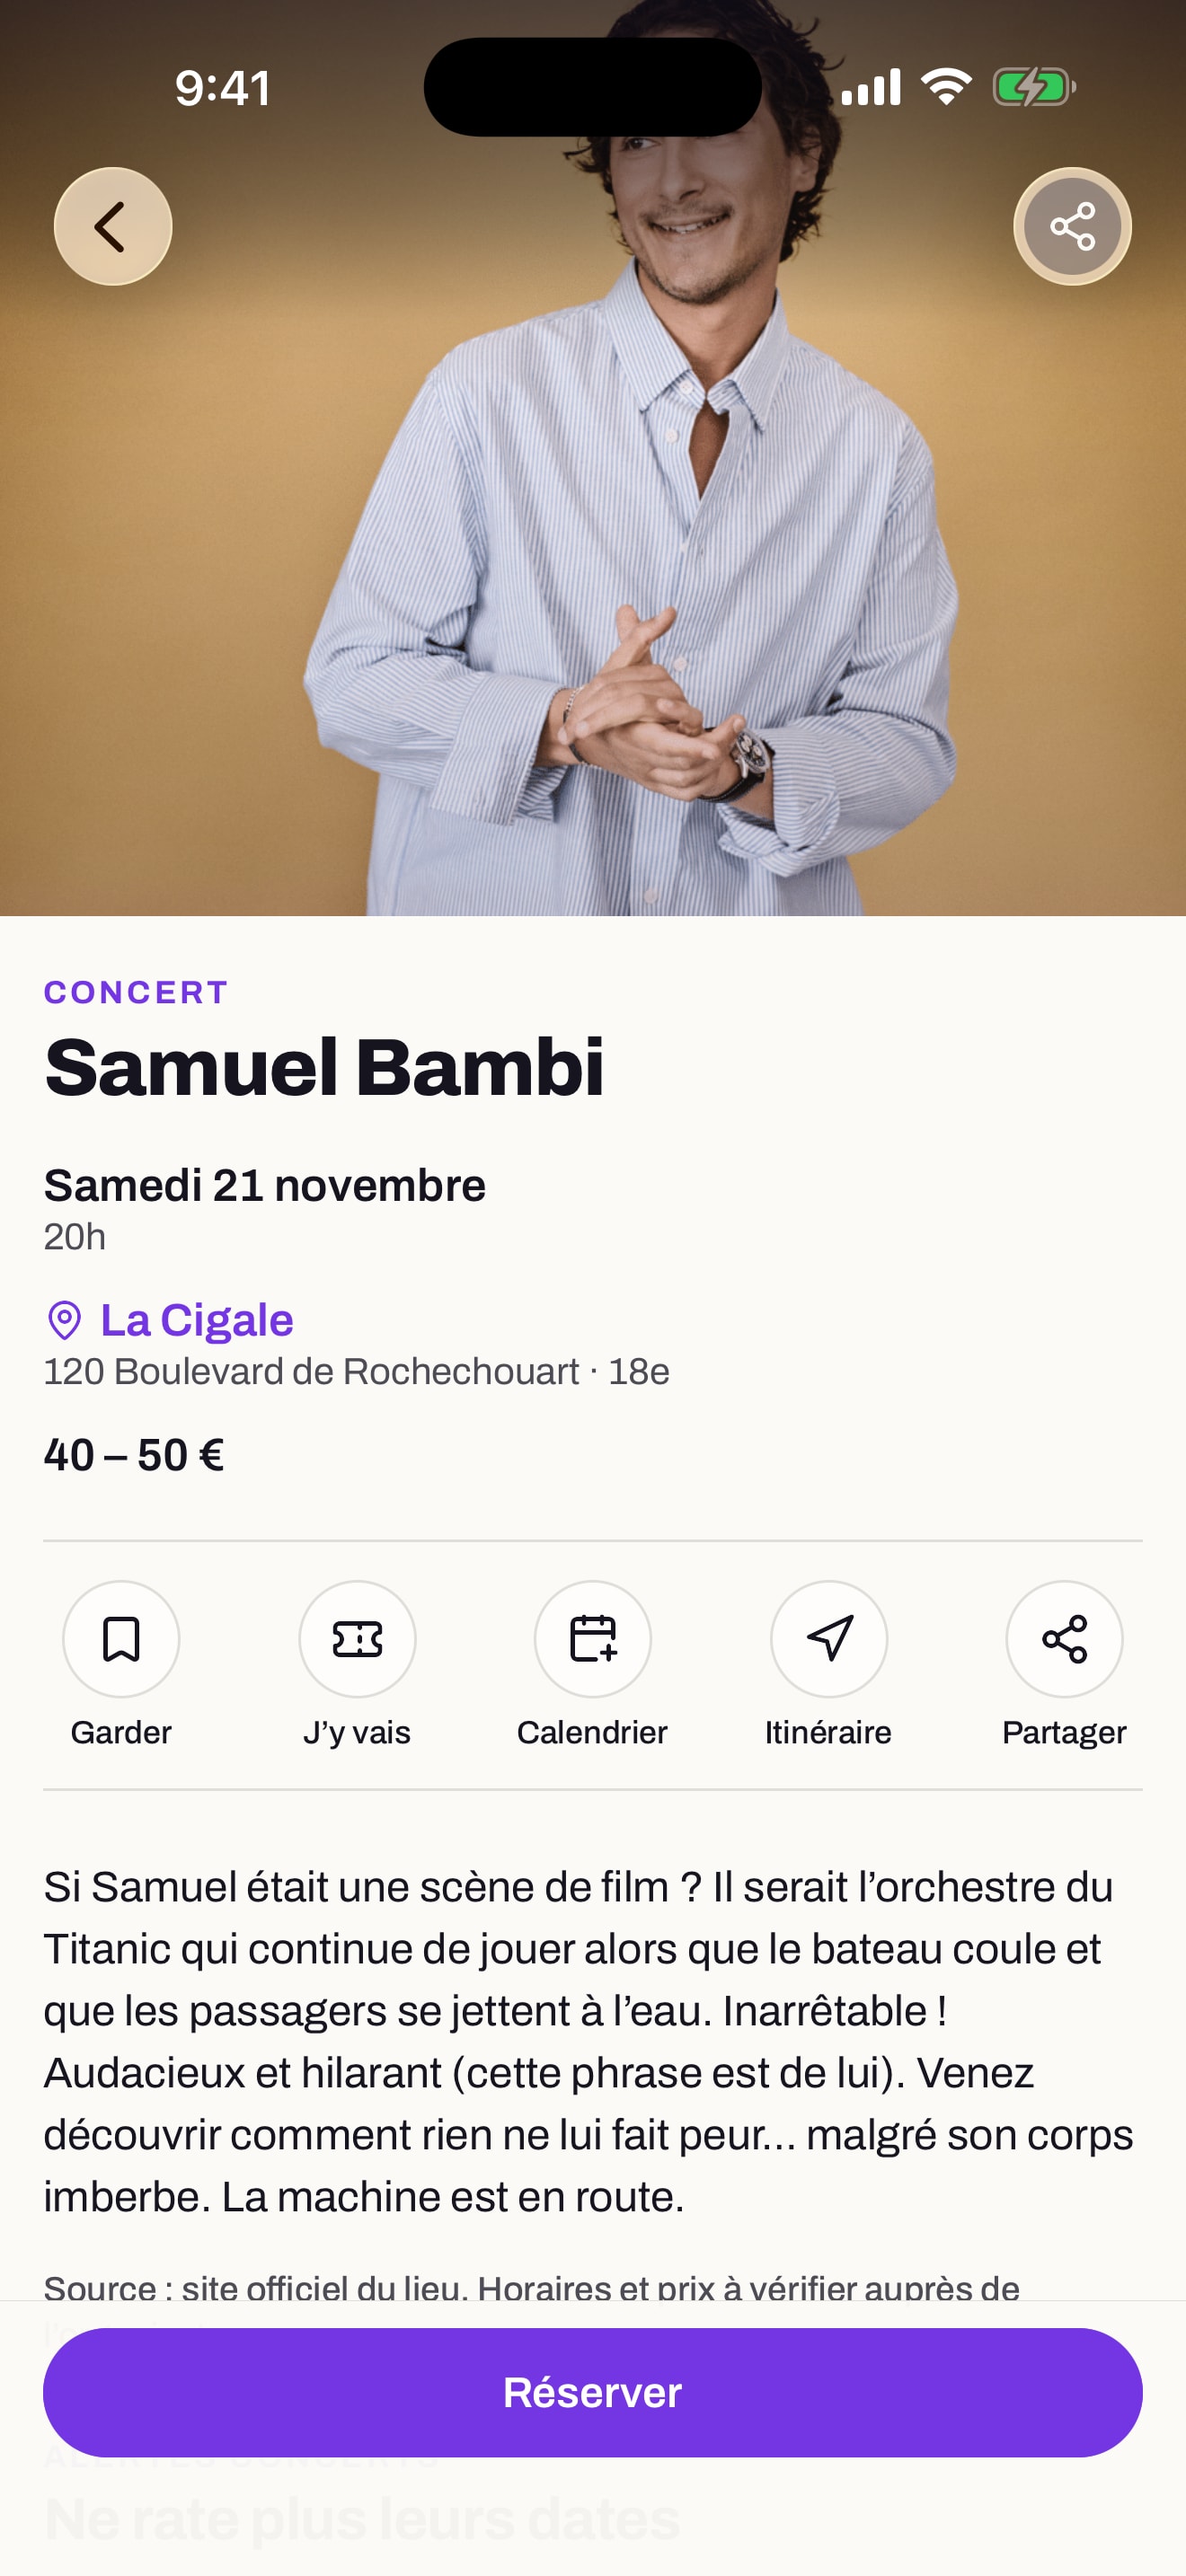 9:41
CONCERT
Samuel Bambi
Samedi 21 novembre
20h
La Cigale
120 Boulevard de Rochechouart · 18e
40 – 50 €
Garder
J’y vais
Calendrier
Itinéraire
Partager
Si Samuel était une scène de film ? Il serait l’orchestre du
Titanic qui continue de jouer alors que le bateau coule et
que les passagers se jettent à l’eau. Inarrêtable !
Audacieux et hilarant (cette phrase est de lui). Venez
découvrir comment rien ne lui fait peur... malgré son corps
imberbe. La machine est en route.
Source : site officiel du lieu. Horaires et prix à vérifier auprès de
Réserver
ALERTES CONCERTS
Ne rate plus leurs dates